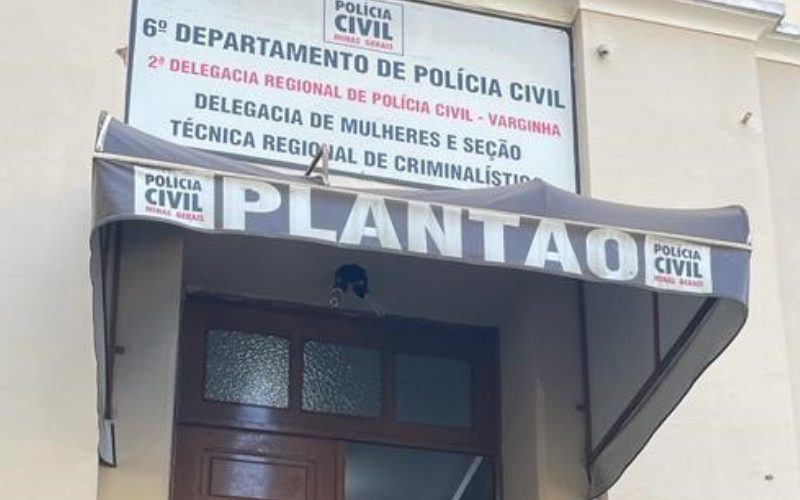 POLÍCIA
CIVIL
MINAS GERAIS
6º DEPARTAMENTO DE POLÍCIA CIVIL
2ª DELEGACIA REGIONAL DE POLÍCIA CIVIL - VARGINHA
DELEGACIA DE MULHERES E SEÇÃO
TÉCNICA REGIONAL DE CRIMINALÍSTICA
POLÍCIA
CIVIL
MINAS GERAIS
PLANTÃO
POLÍCIA
CIVIL
MINAS GERAIS